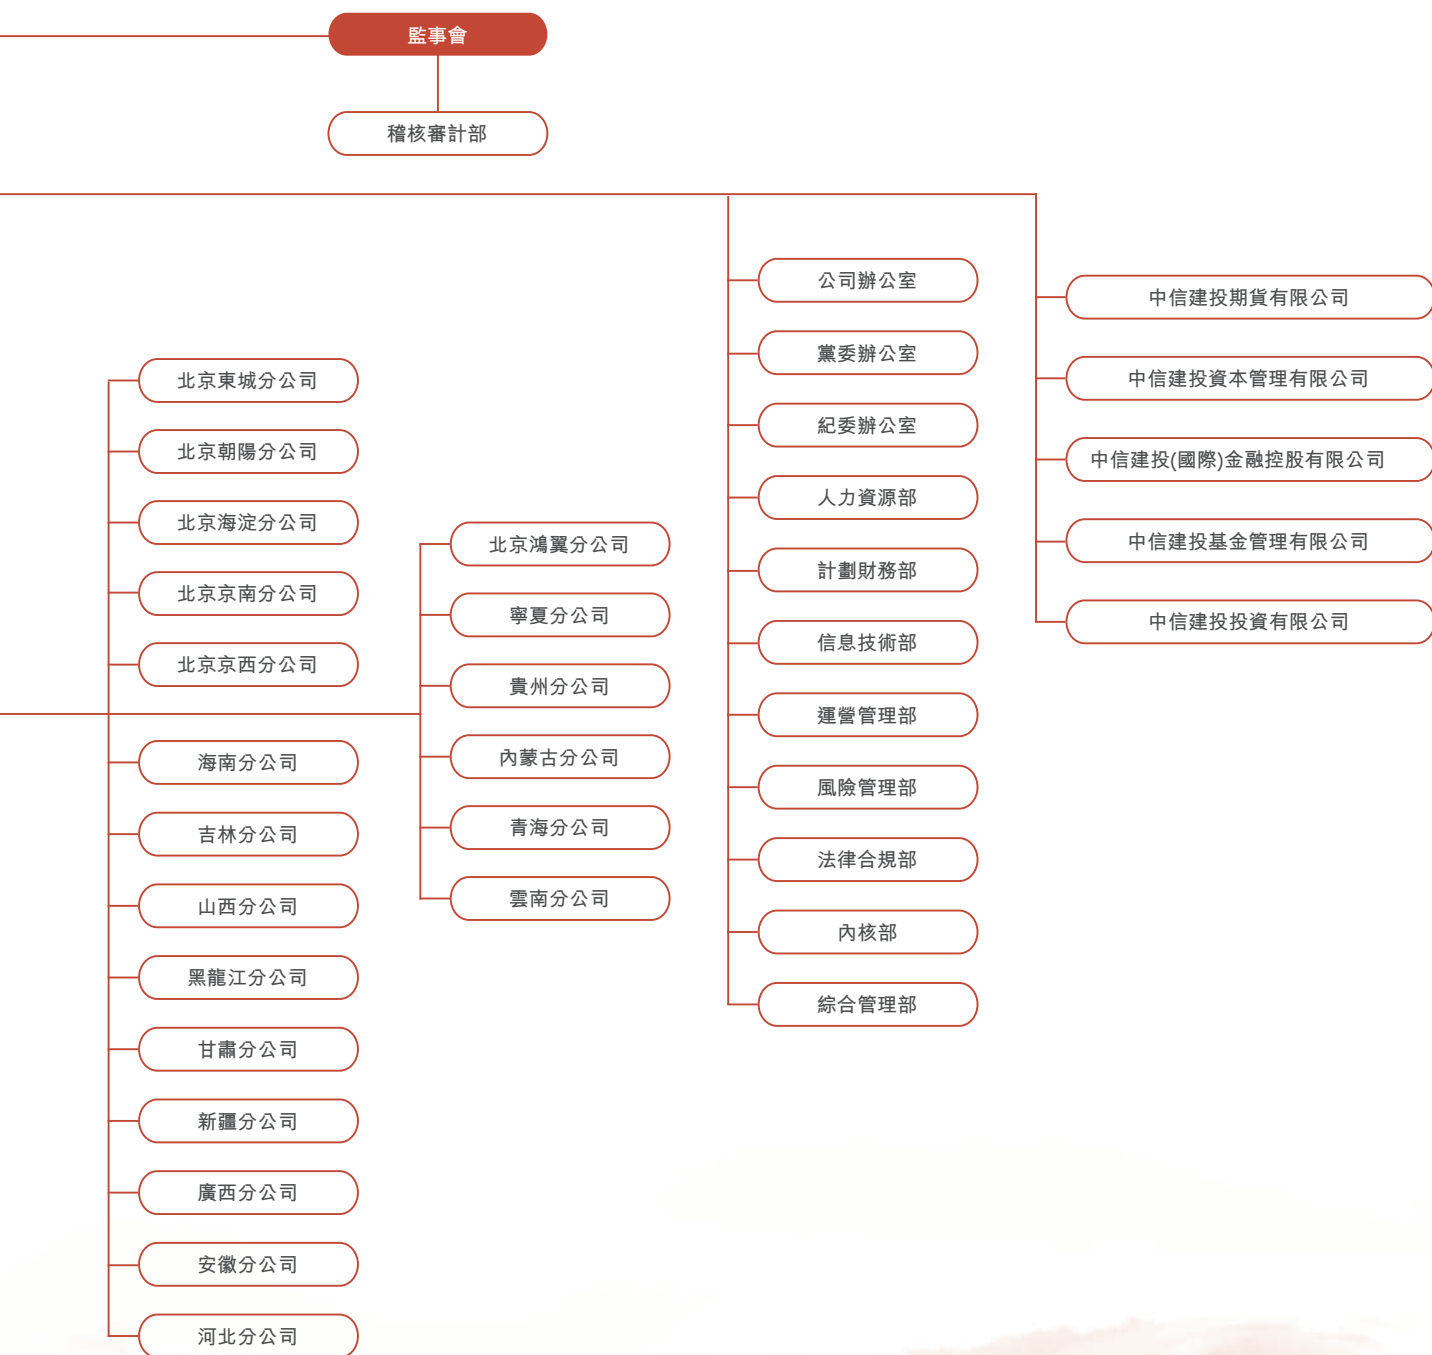 監事會
稽核審計部
北京東城分公司
北京朝陽分公司
北京海淀分公司
北京京南分公司
北京京西分公司
海南分公司
吉林分公司
山西分公司
黑龍江分公司
甘肅分公司
新疆分公司
廣西分公司
安徽分公司
河北分公司
北京鴻翼分公司
寧夏分公司
貴州分公司
內蒙古分公司
青海分公司
雲南分公司
公司辦公室
黨委辦公室
紀委辦公室
人力資源部
計劃財務部
信息技術部
運營管理部
風險管理部
法律合規部
內核部
綜合管理部
中信建投期貨有限公司
中信建投資本管理有限公司
中信建投(國際)金融控股有限公司
中信建投基金管理有限公司
中信建投投資有限公司